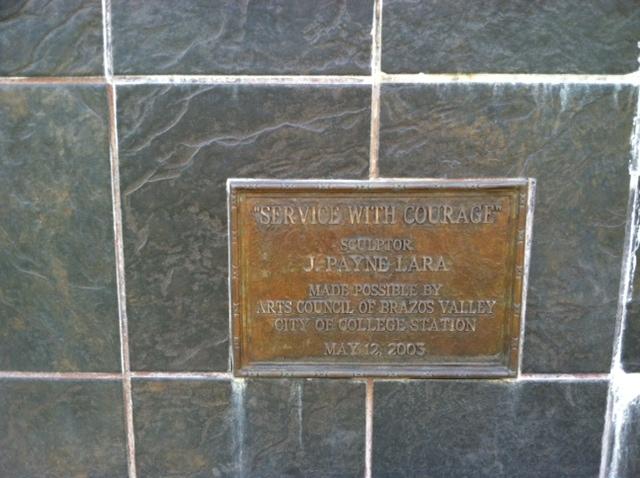 "SERVICE WITH COURAGE"
SCULPTOR
J. PAYNE LARA
MADE POSSIBLE BY
ARTS COUNCIL OF BRAZOS VALLEY
CITY OF COLLEGE STATION
MAY 12, 2003